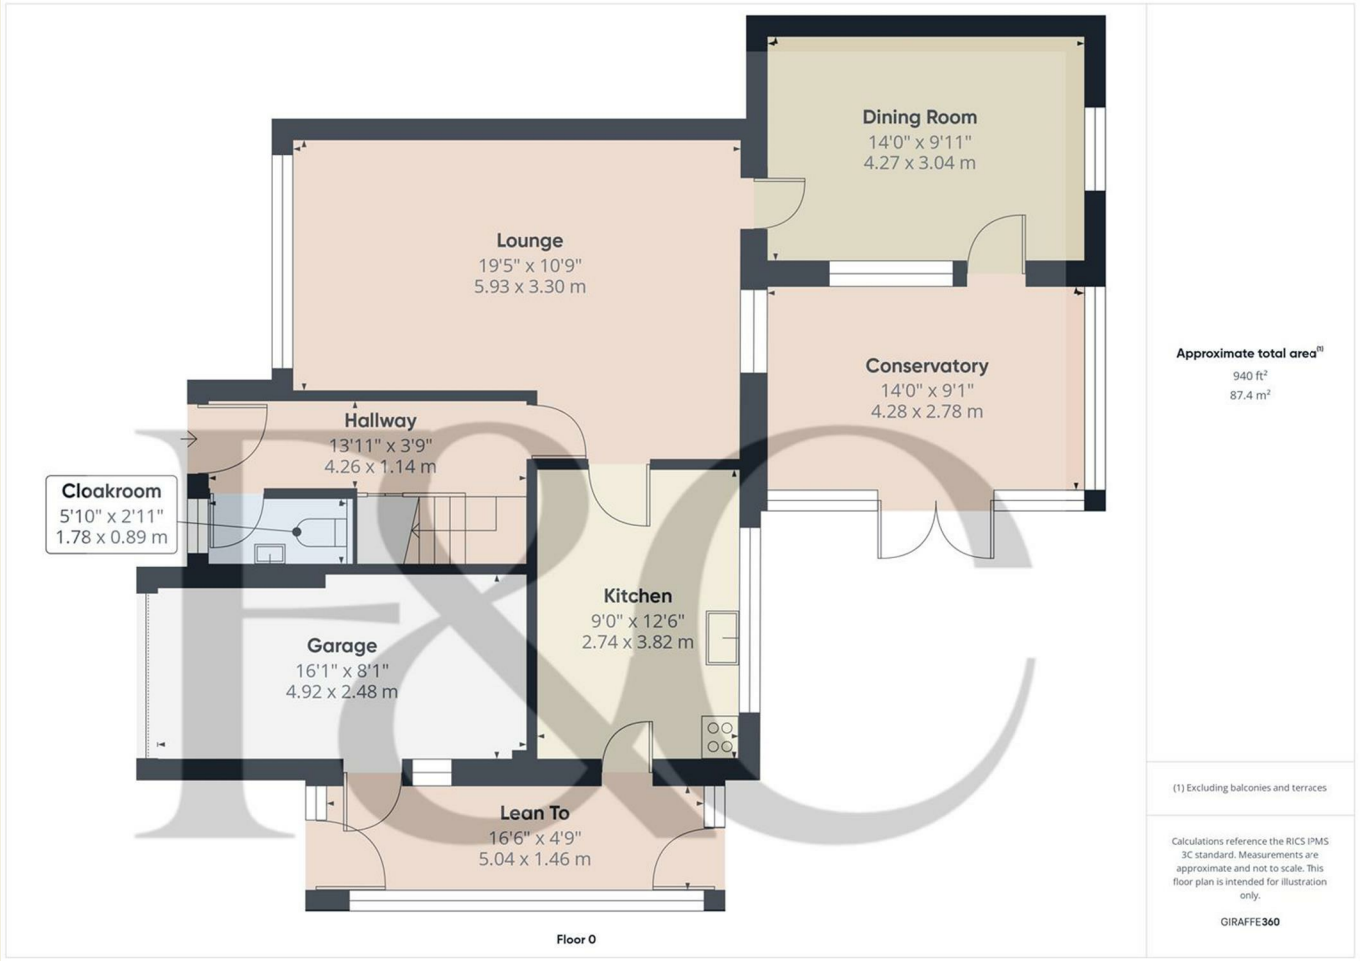 Dining Room
14'0" x 9'11"
4.27 x 3.04 m
Lounge
19'5" x 10'9"
5.93 x 3.30 m
Conservatory
14'0" x 9'1"
4.28 x 2.78 m
Hallway
13'11" x 3'9"
4.26 x 1.14 m
Cloakroom
5'10" x 2'11"
1.78 x 0.89 m
Kitchen
9'0" x 12'6"
2.74 x 3.82 m
Garage
16'1" x 8'1"
4.92 x 2.48 m
Lean To
16'6" x 4'9"
5.04 x 1.46 m
F&C
Floor 0
Approximate total area(1)
940 ft²
87.4 m²
(1) Excluding balconies and terraces
Calculations reference the RICS IPMS
3C standard. Measurements are
approximate and not to scale. This
floor plan is intended for illustration
only.
GIRAFFE360